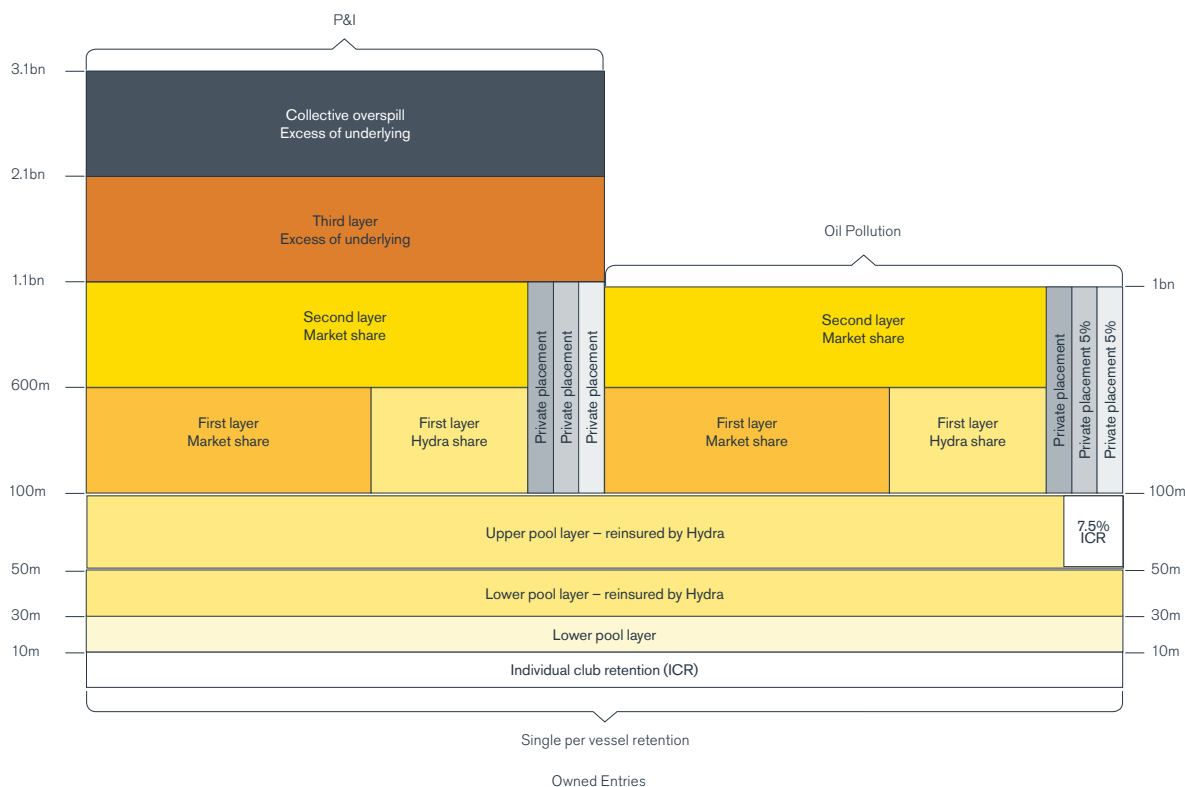 P&I
3.1bn
Collective overspill
Excess of underlying
2.1bn
Third layer
Excess of underlying
Oil Pollution
1.1bn
1bn
Second layer
Market share
Private placement
Private placement
Private placement
Second layer
Market share
Private placement
Private placement 5%
Private placement 5%
600m
First layer
Market share
First layer
Hydra share
First layer
Market share
First layer
Hydra share
100m
100m
Upper pool layer – reinsured by Hydra
7.5%
ICR
50m
50m
Lower pool layer – reinsured by Hydra
30m
30m
Lower pool layer
10m
10m
Individual club retention (ICR)
Single per vessel retention
Owned Entries